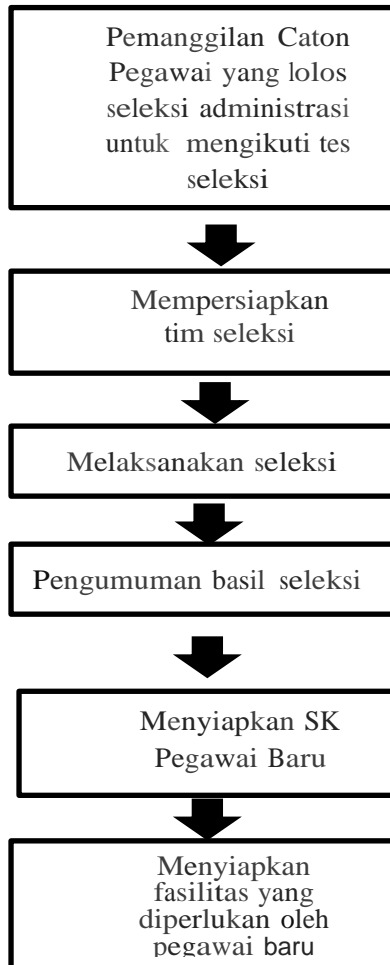 Pemanggilan Caton
Pegawai yang lolos
seleksi administrasi
untuk mengikuti tes
seleksi
Mempersiapkan
tim seleksi
Melaksanakan seleksi
Pengumuman basil seleksi
Menyiapkan SK
Pegawai Baru
Menyiapkan
fasilitas yang
diperlukan oleh
pegawai baru